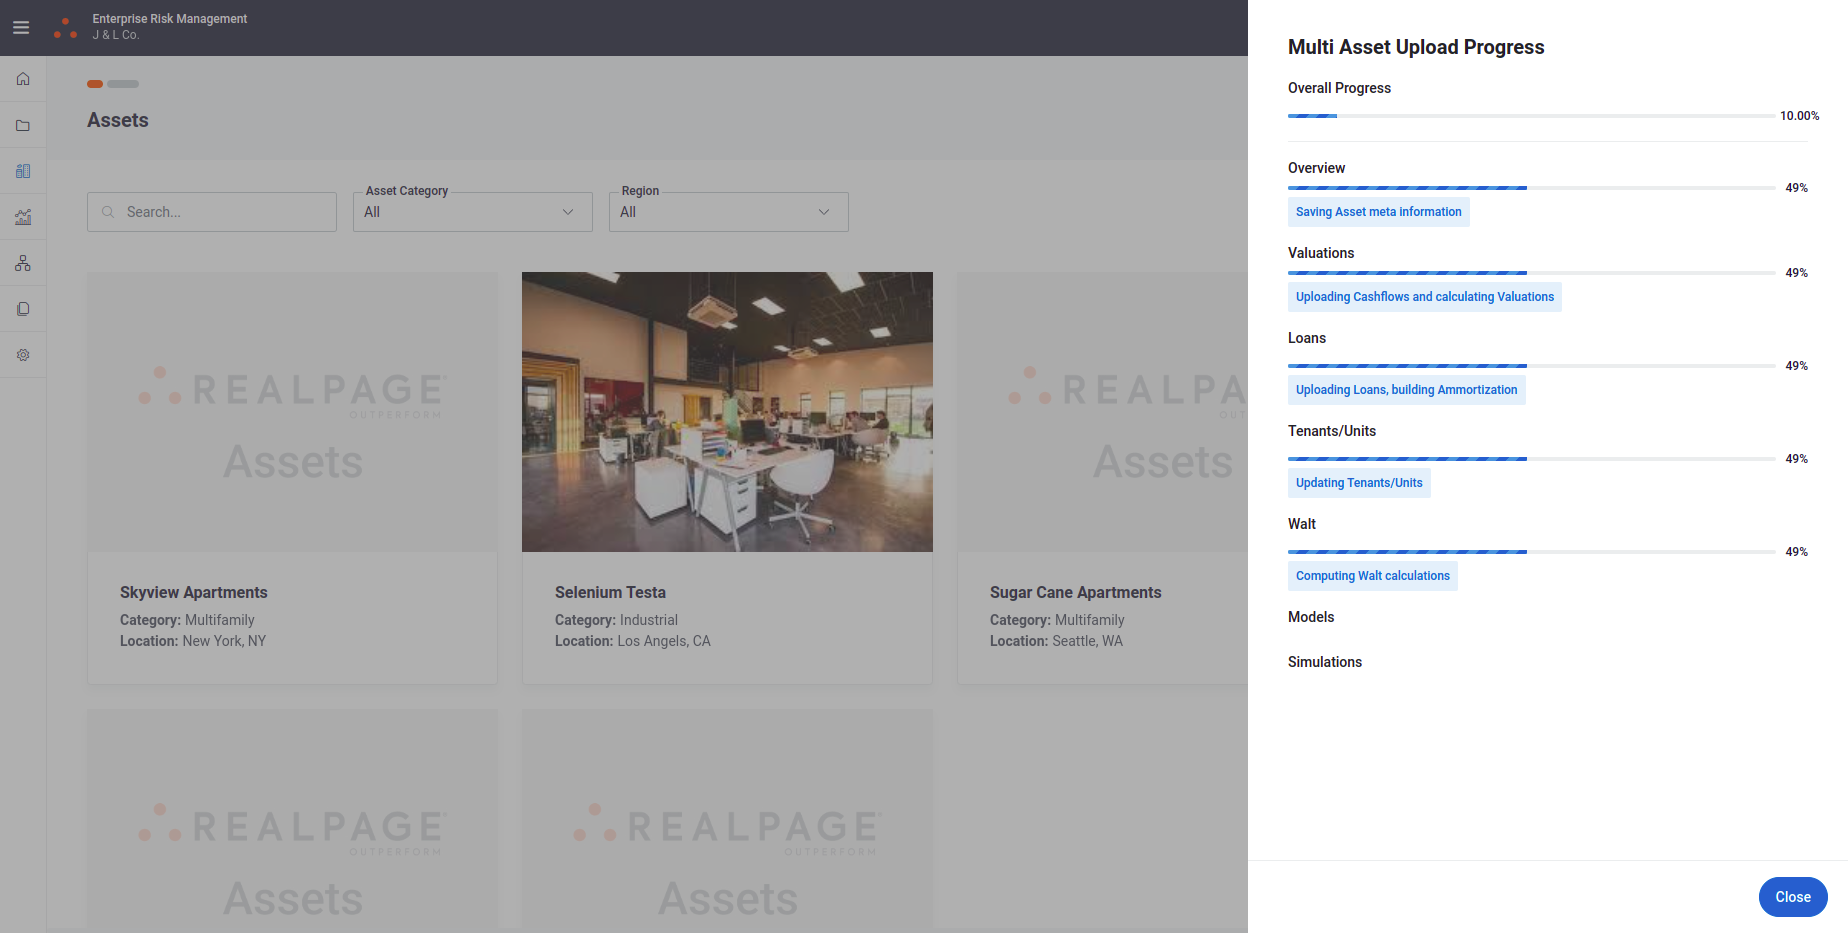 Enterprise Risk Management
J & L Co.
Assets
Search...
Asset Category
All
Region
All
REALPAGE
OUTPERFORM
Assets
REALPA
OUT
Assets
Skyview Apartments
Category: Multifamily
Location: New York, NY
Selenium Testa
Category: Industrial
Location: Los Angels, CA
Sugar Cane Apartments
Category: Multifamily
Location: Seattle, WA
REALPAGE
OUTPERFORM
Assets
REALPAGE
OUTPERFORM
Assets
Multi Asset Upload Progress
Overall Progress
10.00%
Overview
49%
Saving Asset meta information
Valuations
49%
Uploading Cashflows and calculating Valuations
Loans
49%
Uploading Loans, building Ammortization
Tenants/Units
49%
Updating Tenants/Units
Walt
49%
Computing Walt calculations
Models
Simulations
Close